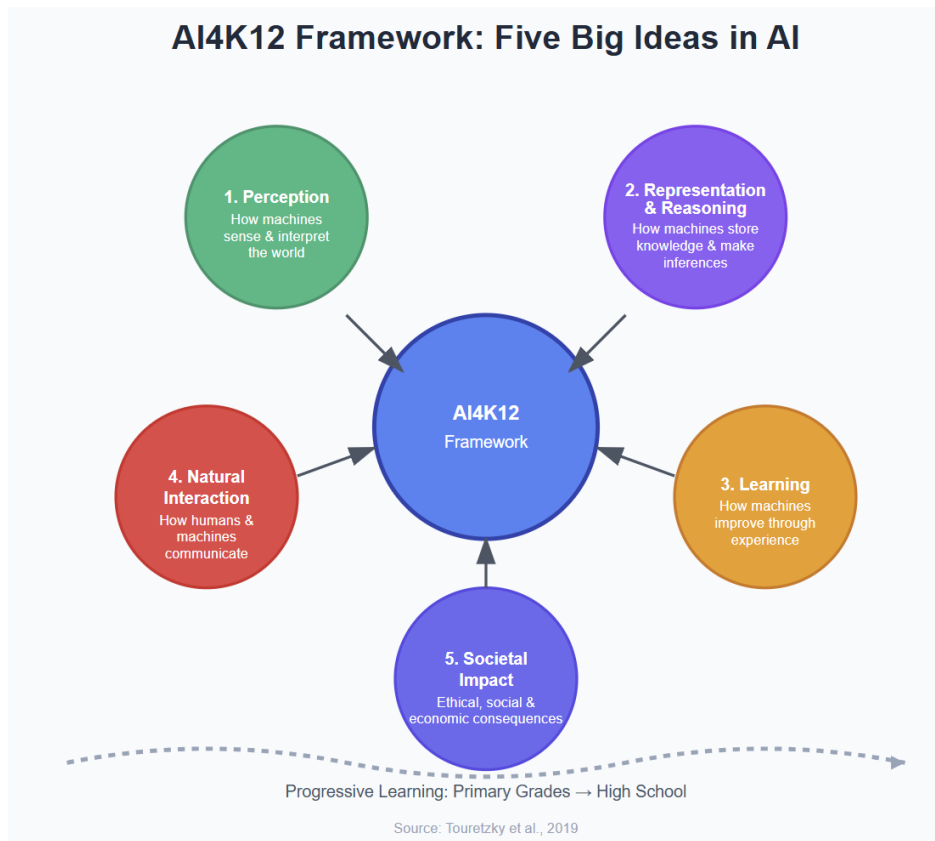 AI4K12 Framework: Five Big Ideas in AI
1. Perception
How machines
sense & interpret
the world
2. Representation
& Reasoning
How machines store
knowledge & make
inferences
AI4K12
Framework
4. Natural
Interaction
How humans &
machines
communicate
3. Learning
How machines
improve through
experience
5. Societal
Impact
Ethical, social &
economic consequences
Progressive Learning: Primary Grades → High School
Source: Touretzky et al., 2019